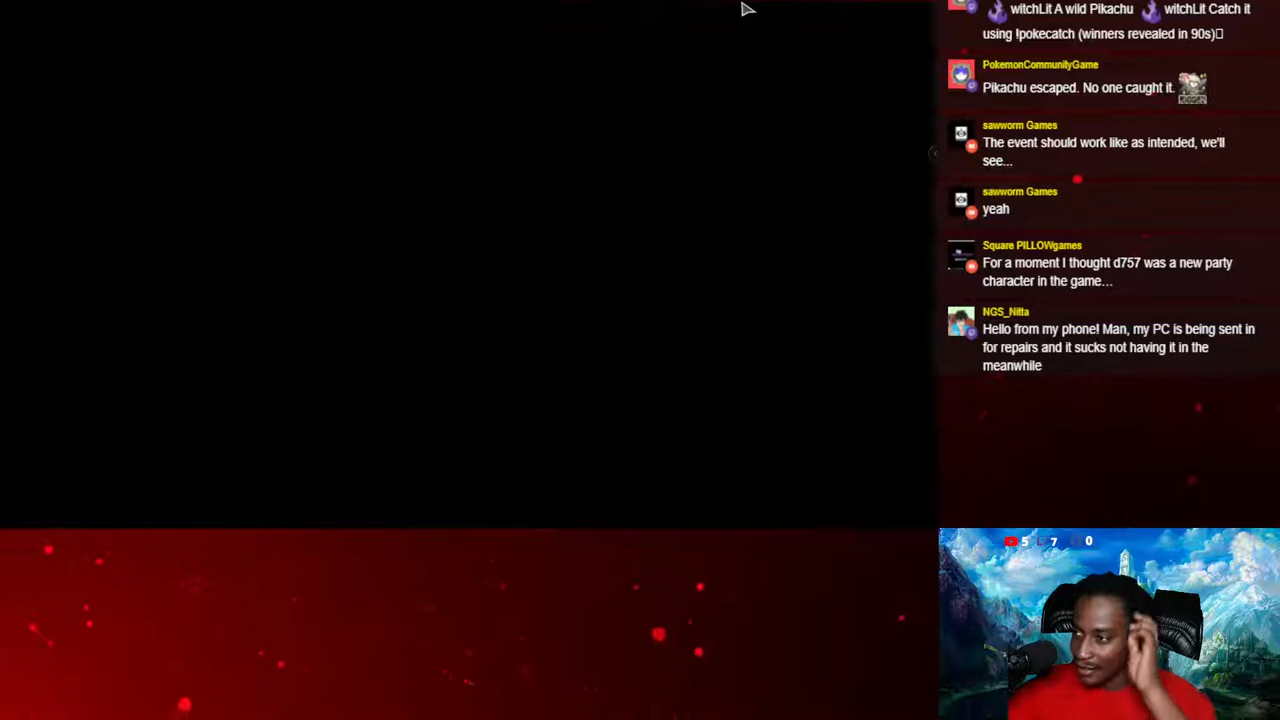 witchLit A wild Pikachu witchLit Catch it
using !pokecatch (winners revealed in 90s)
PokemonCommunityGame
Pikachu escaped. No one caught it.
sawworm Games
The event should work like as intended, we'll
see...
sawworm Games
yeah
Square PILLOWgames
For a moment I thought d757 was a new party
character in the game...
NGS_Nitta
Hello from my phone! Man, my PC is being sent in
for repairs and it sucks not having it in the
meanwhile
5 7 0